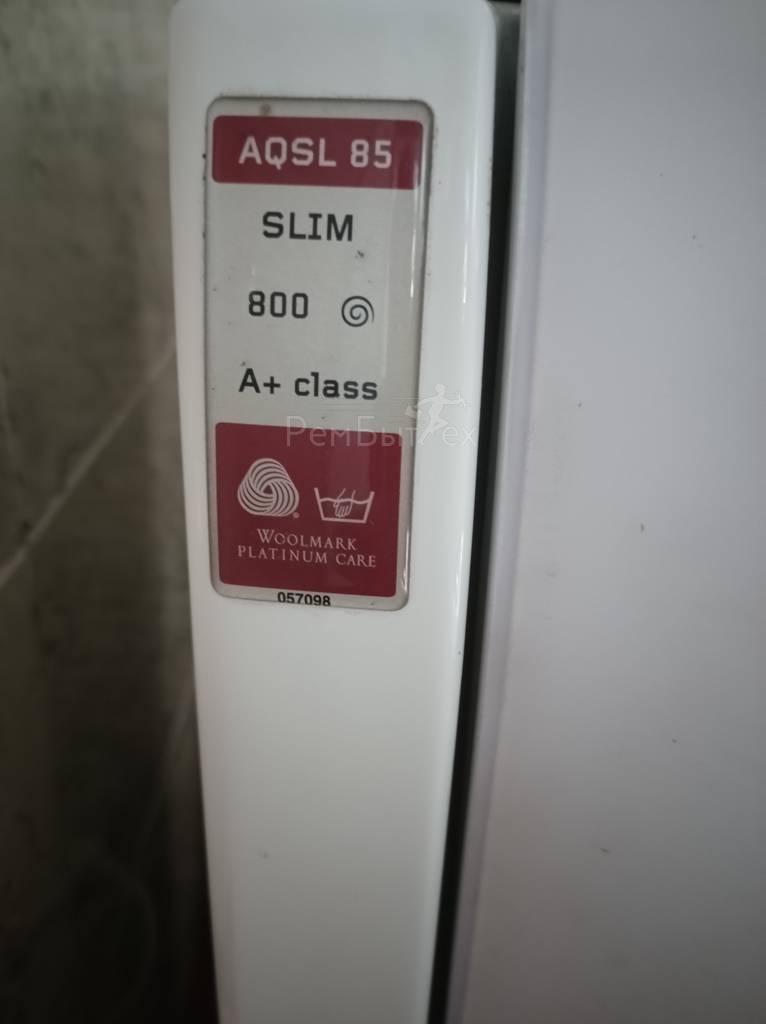 AQSL 85
SLIM
800
A+ class
РемБытТех
WOOLMARK
PLATINUM CARE
057098